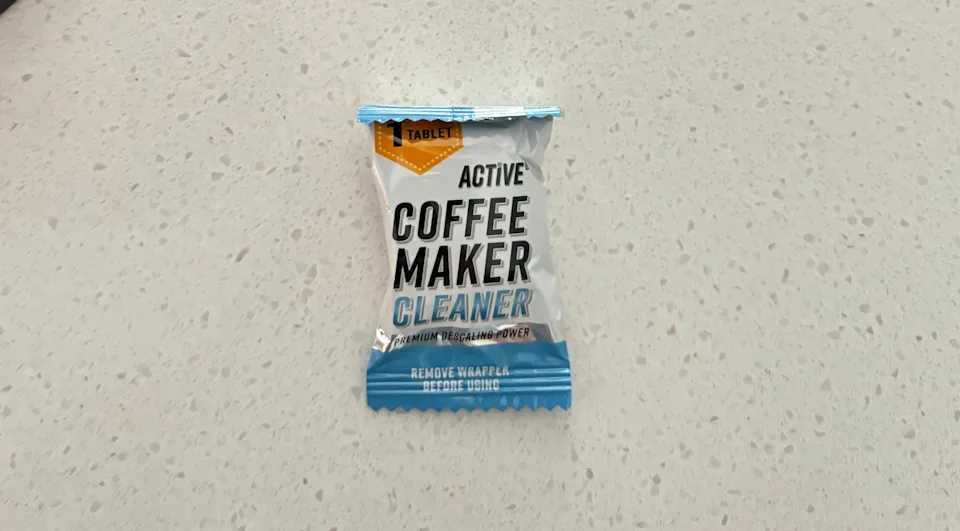 1 TABLET
ACTIVE
COFFEE
MAKER
CLEANER
PREMIUM DESCALING POWER
REMOVE WRAPPER
BEFORE USING